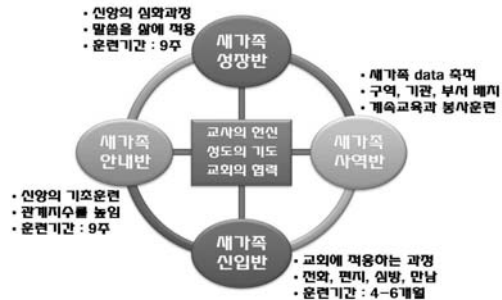 • 신앙의 심화과정
• 말씀을 삶에 적용
• 훈련기간 : 9주
새가족
성장반
• 새가족 data 축적
• 구역, 기관, 부서 배치
• 계속교육과 봉사훈련
새가족
안내반
교사의 헌신
성도의 기도
교회의 협력
새가족
사역반
• 신앙의 기초훈련
• 관계지수를 높임
• 훈련기간 : 9주
새가족
신입반
• 교회에 적응하는 과정
• 전화, 편지, 심방, 만남
• 훈련기간 : 4-6개월